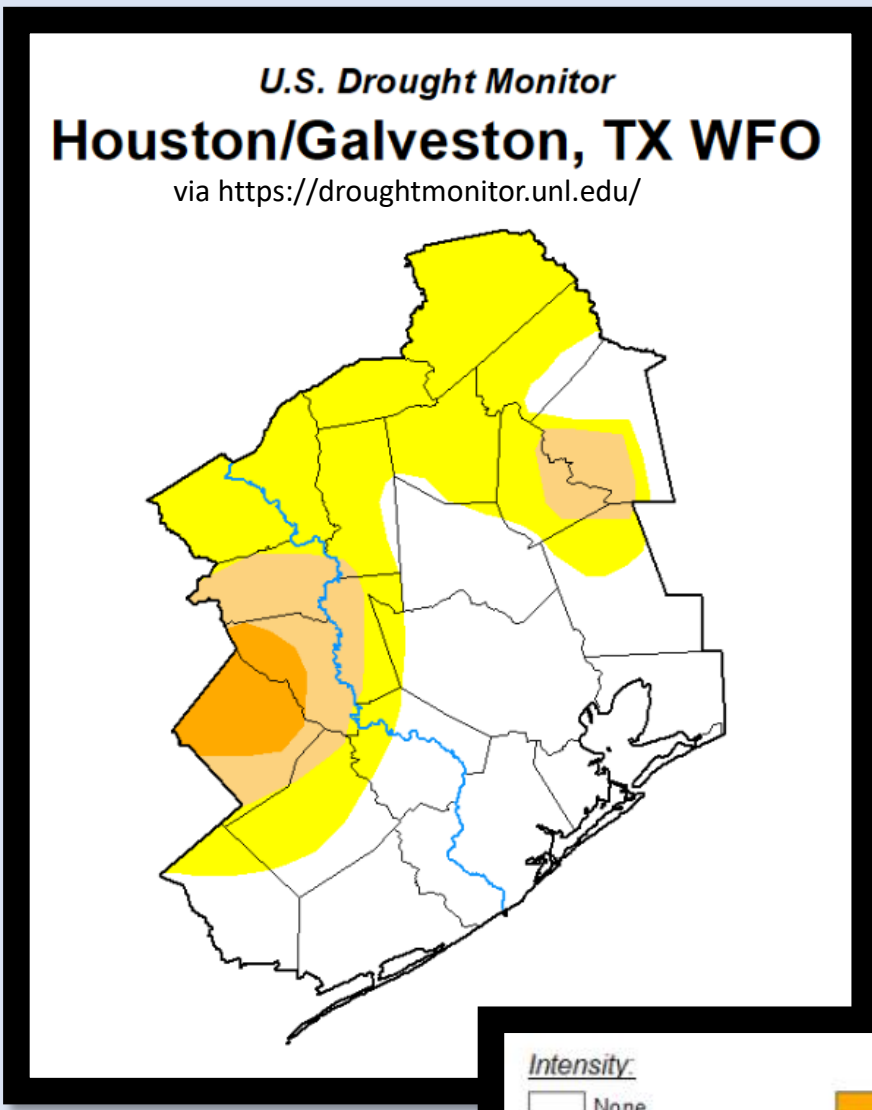 U.S. Drought Monitor
Houston/Galveston, TX WFO
via https://droughtmonitor.unl.edu/
Intensity:
None